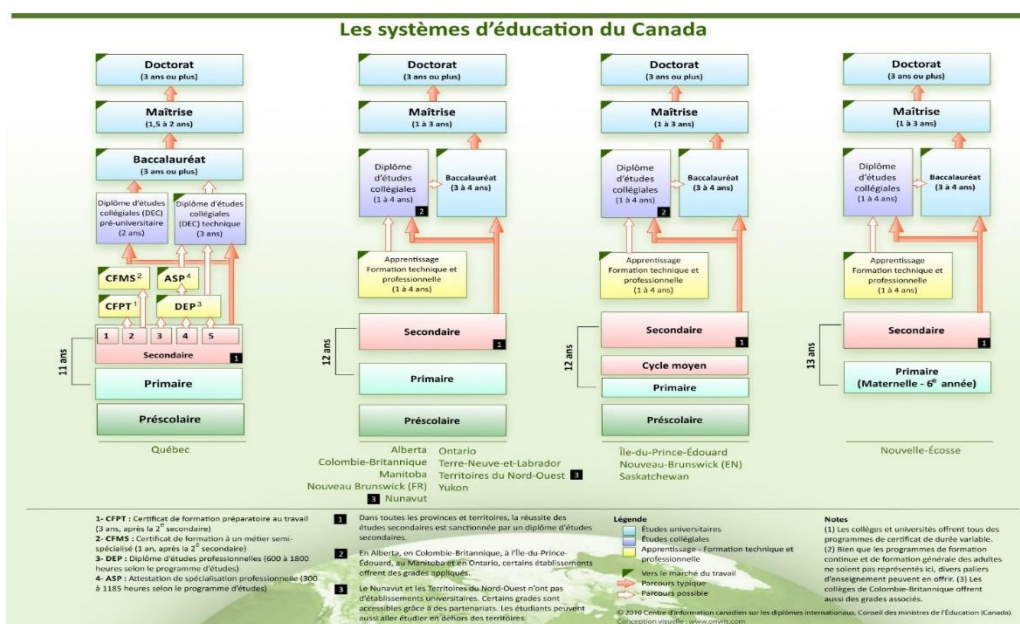 Les systèmes d'éducation du Canada
Doctorat
(3 ans ou plus)
Maîtrise
(1,5 à 2 ans)
Baccalauréat
(3 ans ou plus)
Diplôme d'études
collégiales (DEC)
pré-universitaire
(2 ans)
Diplôme d'études
collégiales
(DEC) technique
(3 ans)
CFMS2
ASP4
CFPT1
DEP3
1 2 3 4 5
Secondaire
1
11 ans
Primaire
Préscolaire
Québec
Doctorat
(3 ans ou plus)
Maîtrise
(1 à 3 ans)
Diplôme
d'études
collégiales
(1 à 4 ans)
2
Baccalauréat
(3 à 4 ans)
Apprentissage
Formation technique et
professionnelle
(1 à 4 ans)
Secondaire
1
12 ans
Primaire
Préscolaire
Alberta
Colombie-Britannique
Manitoba
Nouveau Brunswick (FR)
3 Nunavut
Ontario
Terre-Neuve-et-Labrador
Territoires du Nord-Ouest 3
Yukon
Doctorat
(3 ans ou plus)
Maîtrise
(1 à 3 ans)
Diplôme
d'études
collégiales
(1 à 4 ans)
2
Baccalauréat
(3 à 4 ans)
Apprentissage
Formation technique et
professionnelle
(1 à 4 ans)
Secondaire
1
12 ans
Cycle moyen
Primaire
Préscolaire
Île-du-Prince-Édouard
Nouveau-Brunswick (EN)
Saskatchewan
Doctorat
(3 ans ou plus)
Maîtrise
(1 à 3 ans)
Diplôme
d'études
collégiales
(1 à 4 ans)
Baccalauréat
(3 à 4 ans)
Apprentissage
Formation technique et
professionnelle
(1 à 4 ans)
Secondaire
1
13 ans
Primaire
(Maternelle - 6e année)
Nouvelle-Écosse
1- CFPT : Certificat de formation préparatoire au travail
(3 ans, après la 2e secondaire)
2- CFMS : Certificat de formation à un métier semi-
spécialisé (1 an, après la 2e secondaire)
3- DEP : Diplôme d'études professionnelles (600 à 1800
heures selon le programme d'études)
4- ASP : Attestation de spécialisation professionnelle (300
à 1185 heures selon le programme d'études)
1 Dans toutes les provinces et territoires, la réussite des
études secondaires est sanctionnée par un diplôme d'études
secondaires.
2 En Alberta, en Colombie-Britannique, à l'Île-du-Prince-
Édouard, au Manitoba et en Ontario, certains établissements
offrent des grades appliqués.
3 Le Nunavut et les Territoires du Nord-Ouest n'ont pas
d'établissements universitaires. Certains grades sont
accessibles grâce à des partenariats. Les étudiants peuvent
aussi aller étudier en dehors des territoires.
Légende
Études universitaires
Études collégiales
Apprentissage - Formation technique et
professionnelle
Vers le marché du travail
Parcours typique
Parcours possible
Notes
(1) Les collèges et universités offrent tous des
programmes de certificat de durée variable.
(2) Bien que les programmes de formation
continue et de formation générale des adultes
ne soient pas représentés ici, divers paliers
d'enseignement peuvent en offrir. (3) Les
collèges de Colombie-Britannique offrent
aussi des grades associés.
© 2010 Centre d'information canadien sur les diplômes internationaux, Conseil des ministres de l'Éducation (Canada).
Conception visuelle : www.onvris.com